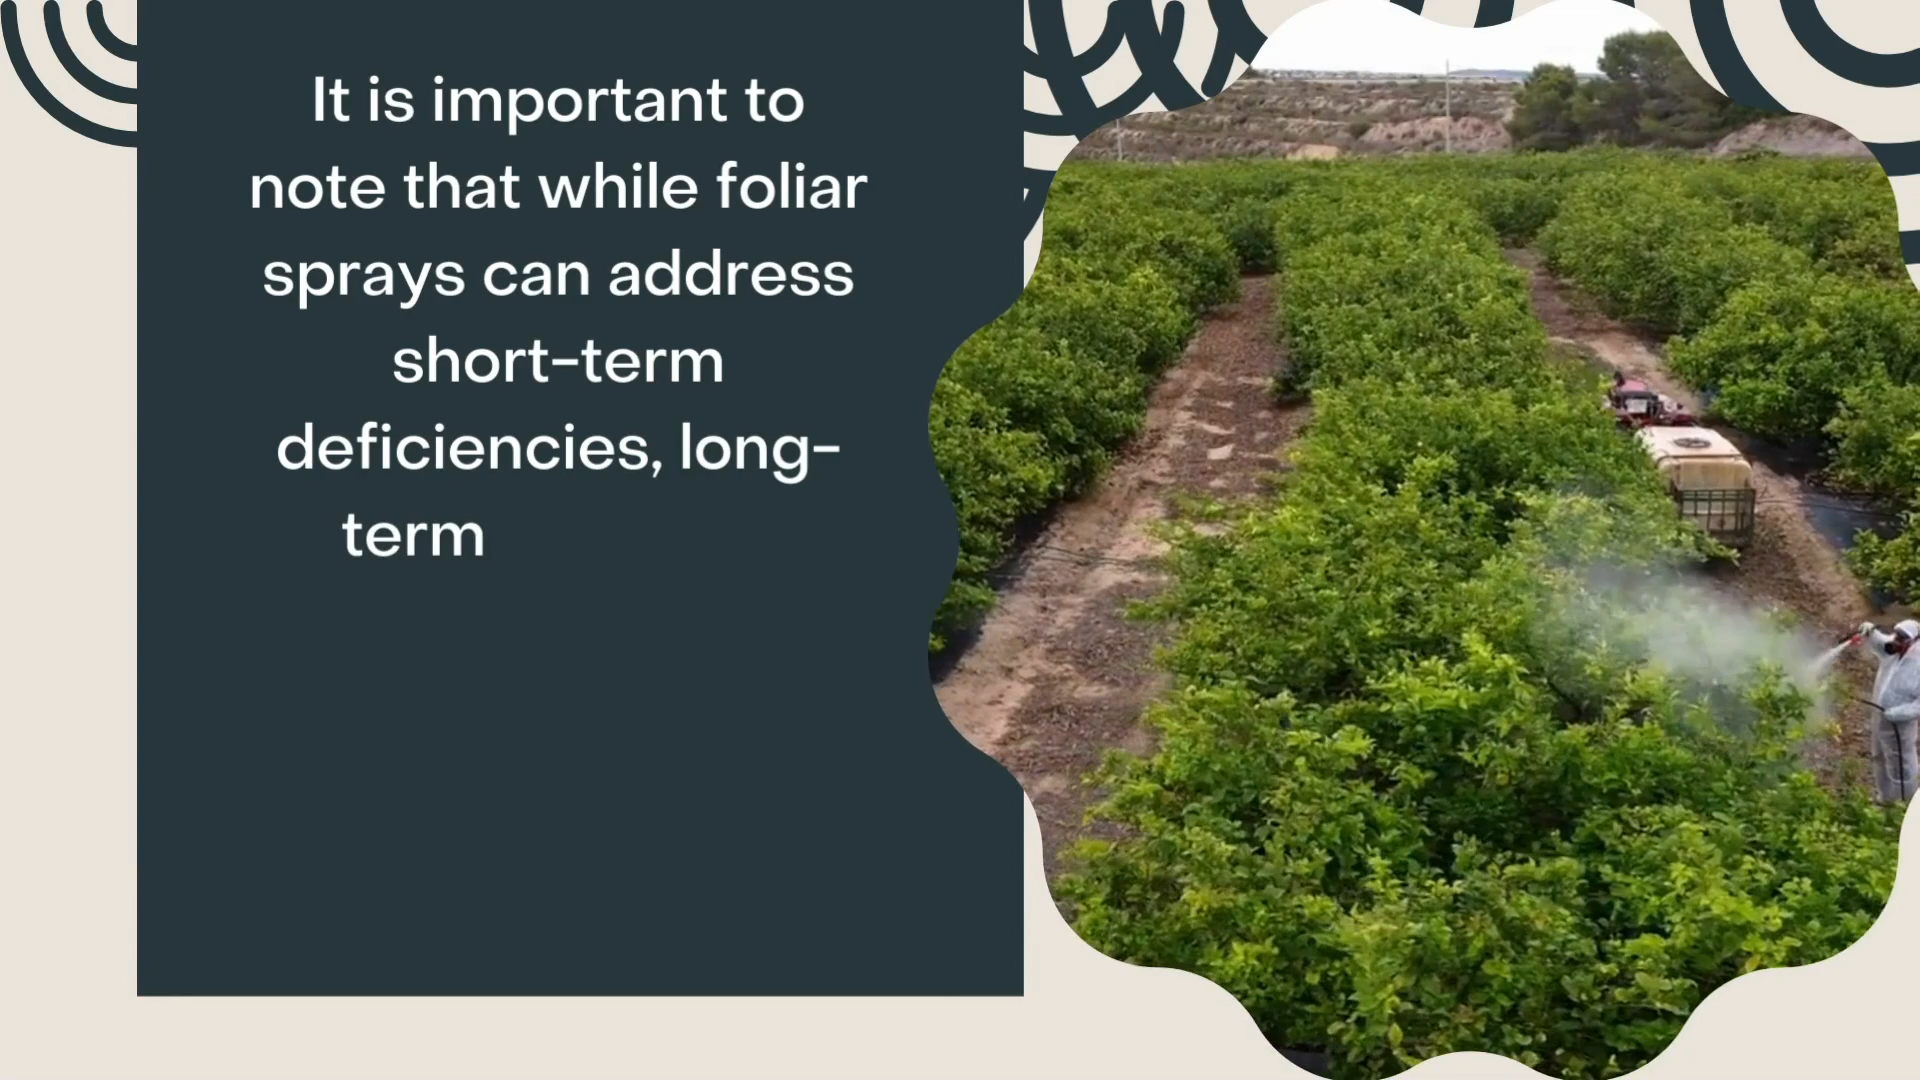 It is important to
note that while foliar
sprays can address
short-term
deficiencies, long-
term